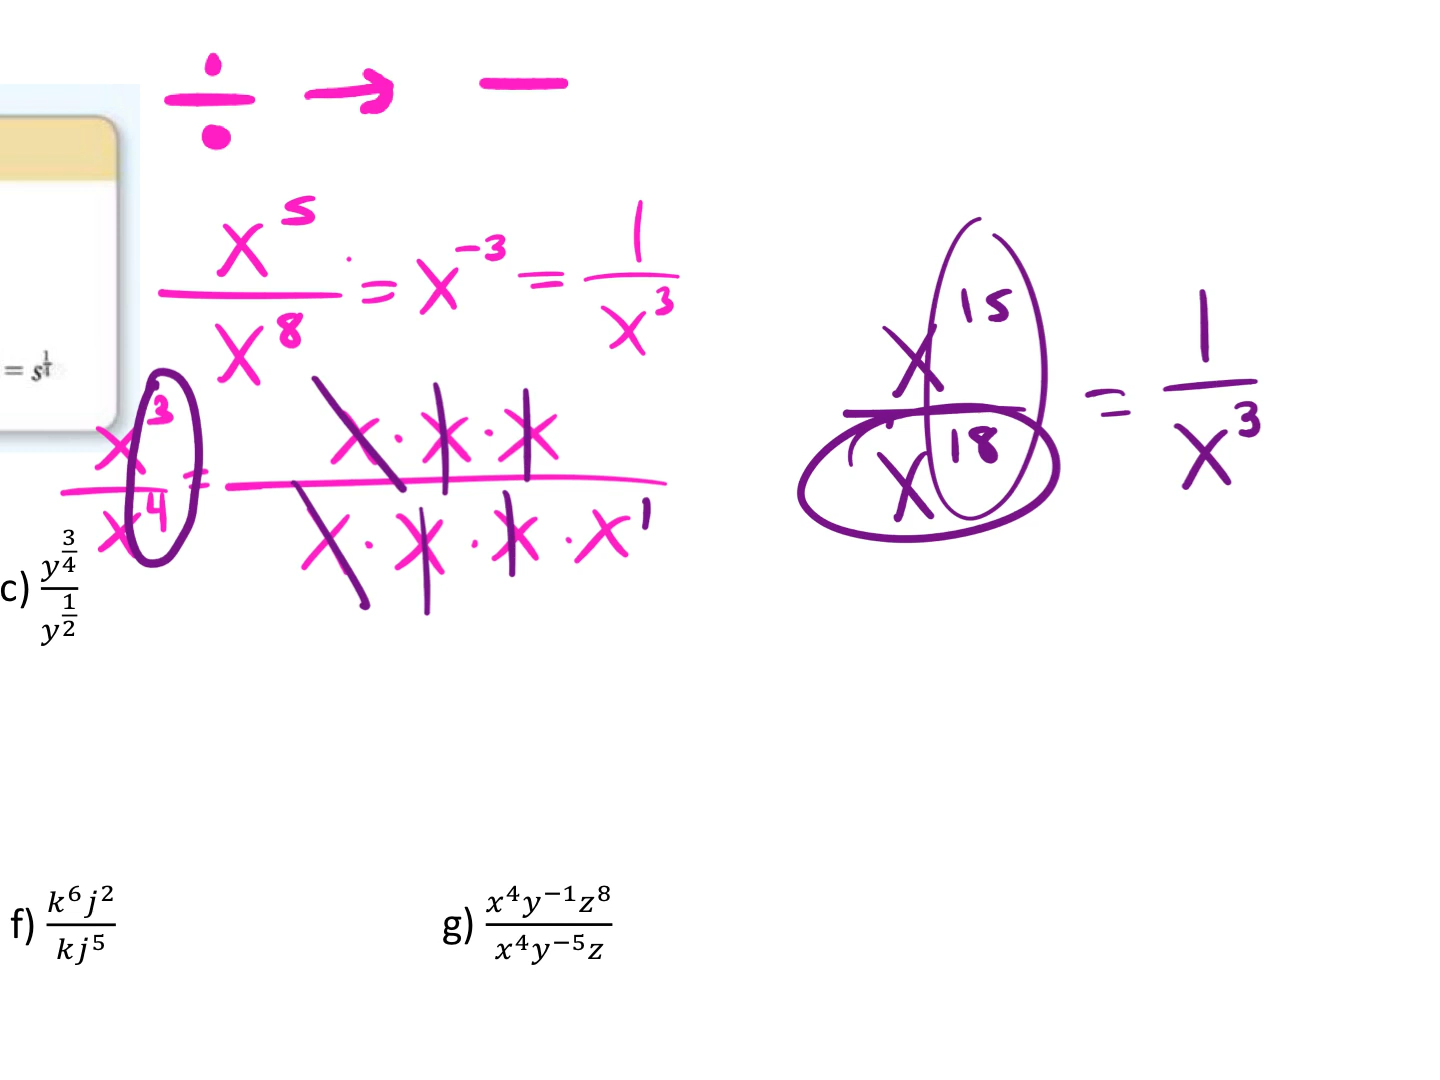 ÷ → −
x^5 / x^8 = x^-3 = 1 / x^3
x^15 / x^18 = 1 / x^3
= s^{1/t}
x^3 / x^4 = x · x · x / x · x · x · x^1
c) y^{3/4} / y^{1/2}
f) k^6 j^2 / k j^5
g) x^4 y^-1 z^8 / x^4 y^-5 z